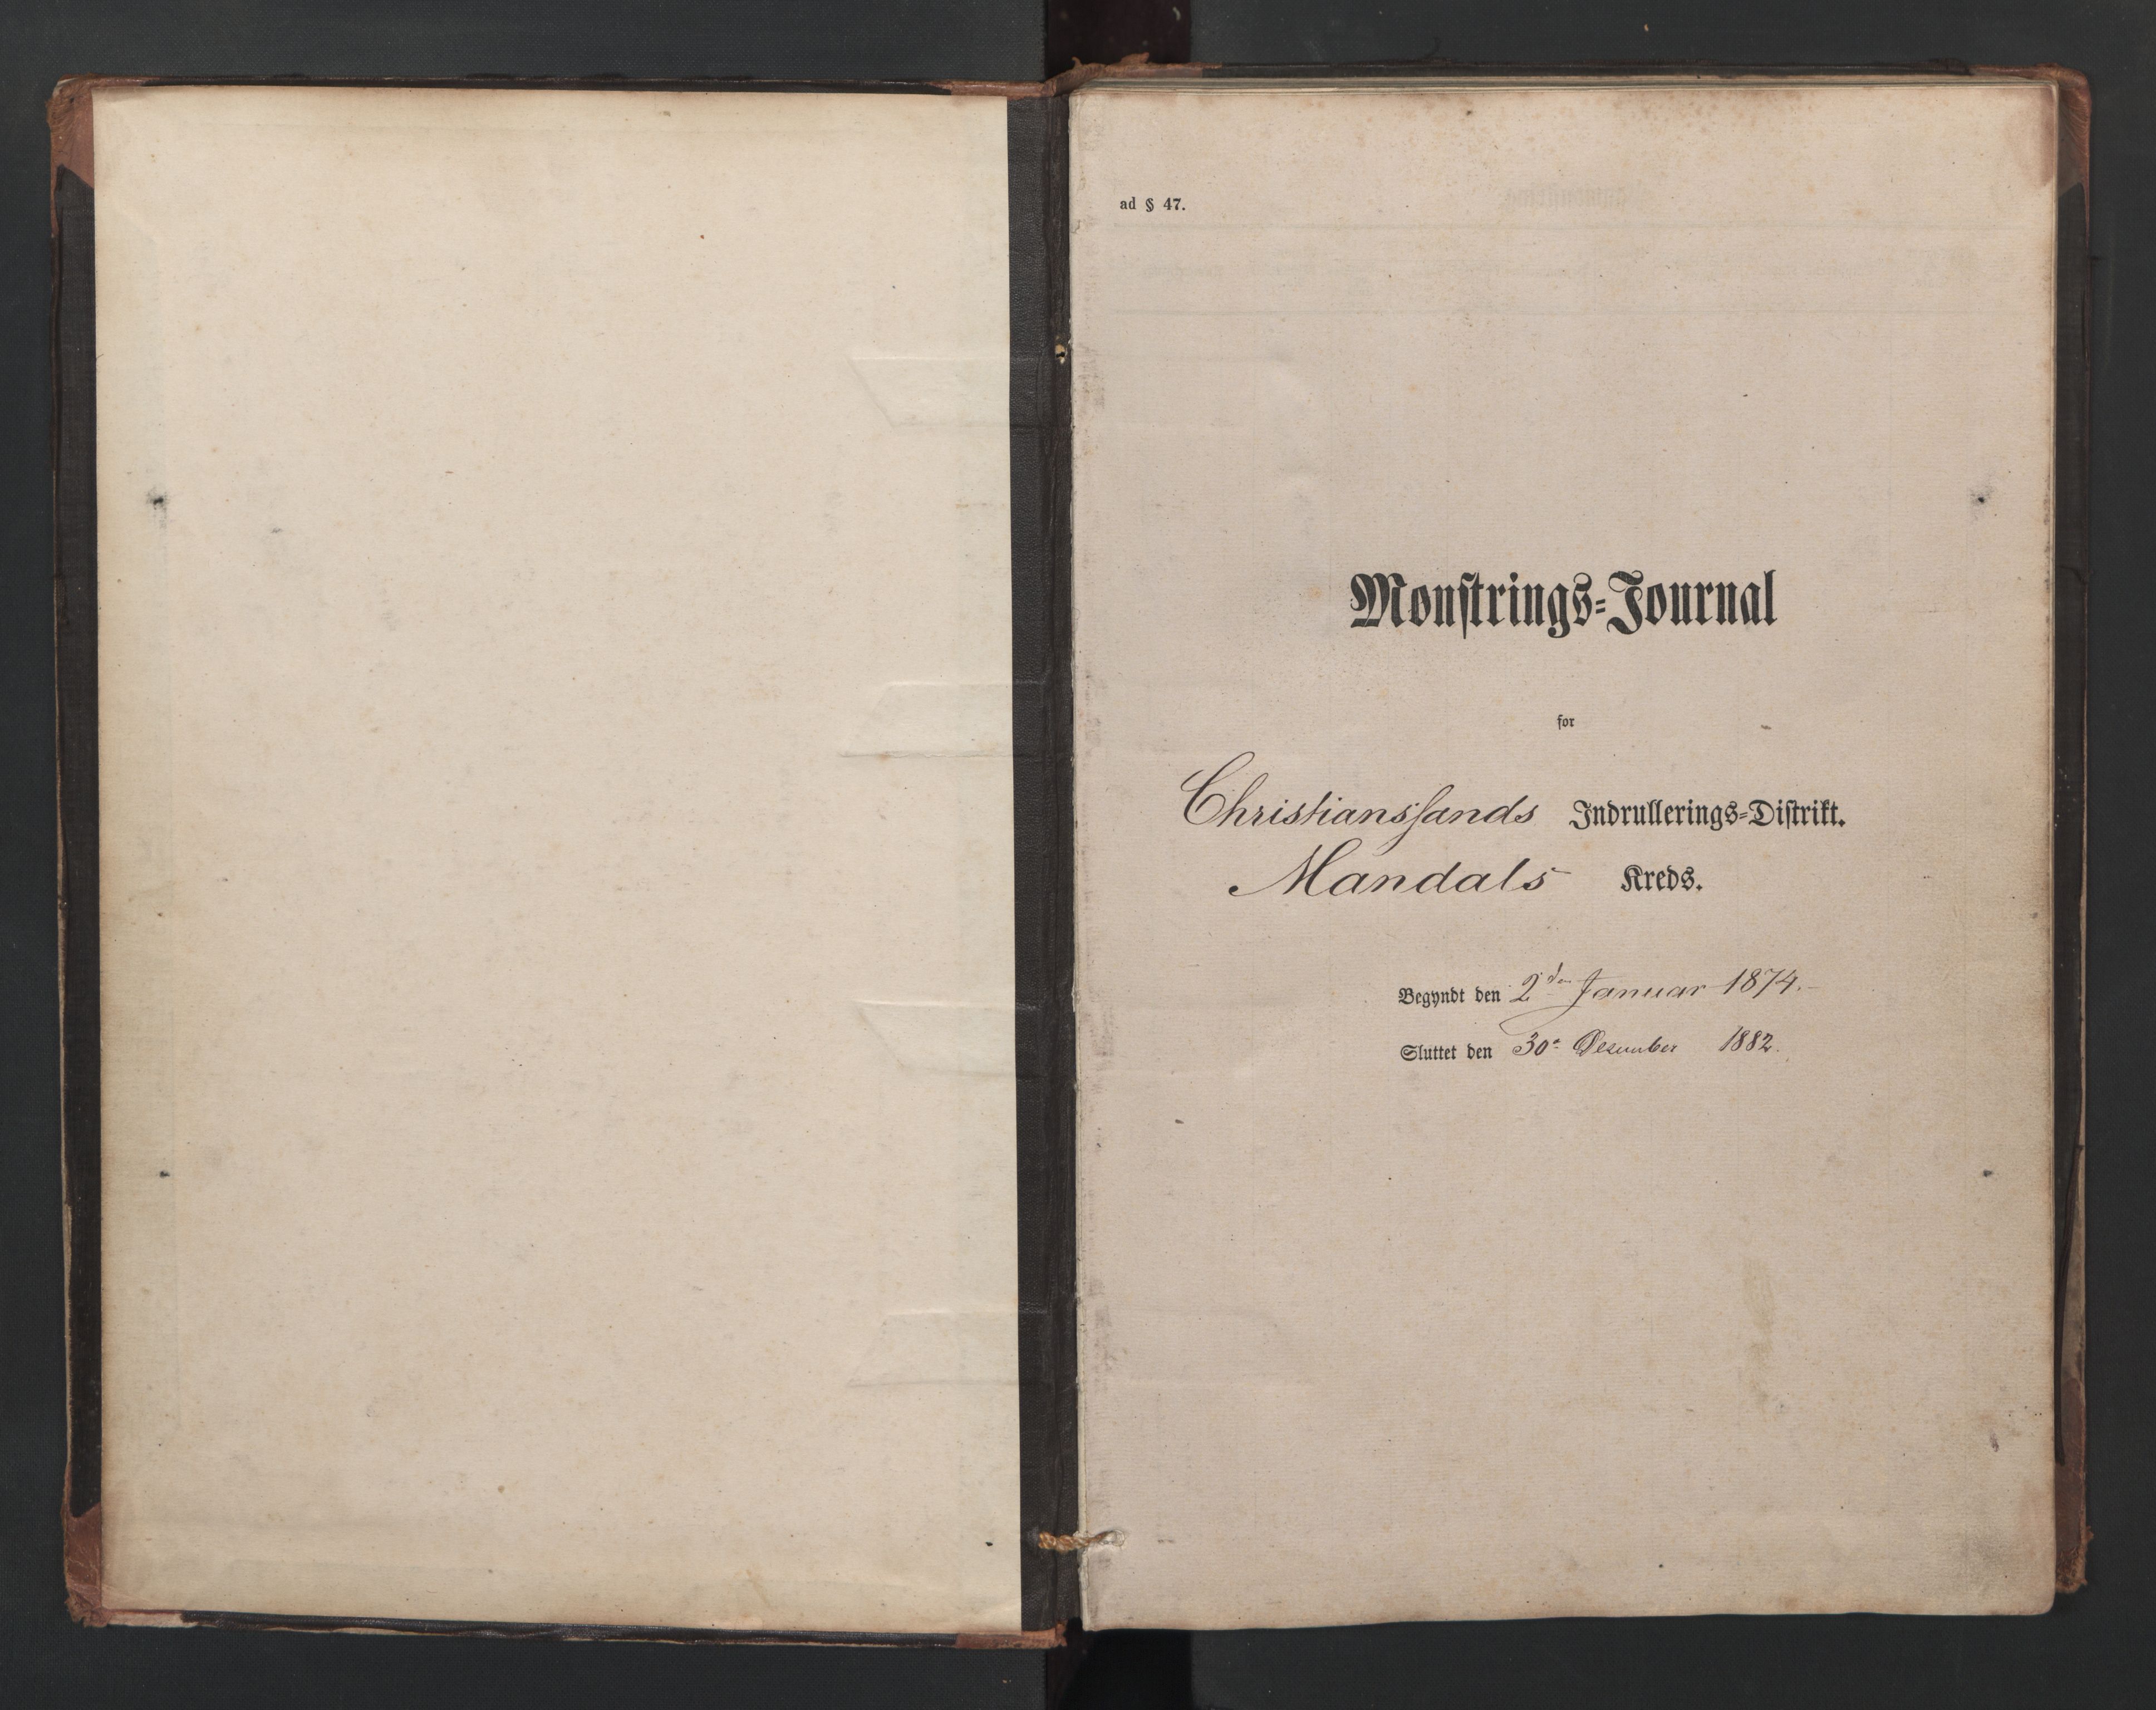 ad § 47.
Monstrings-Journal
for
Christianssands Indrullerings-Distrikt.
Mandals Kreds.
Begyndt den 2den Januar 1874.
Sluttet den 30te Desember 1882.